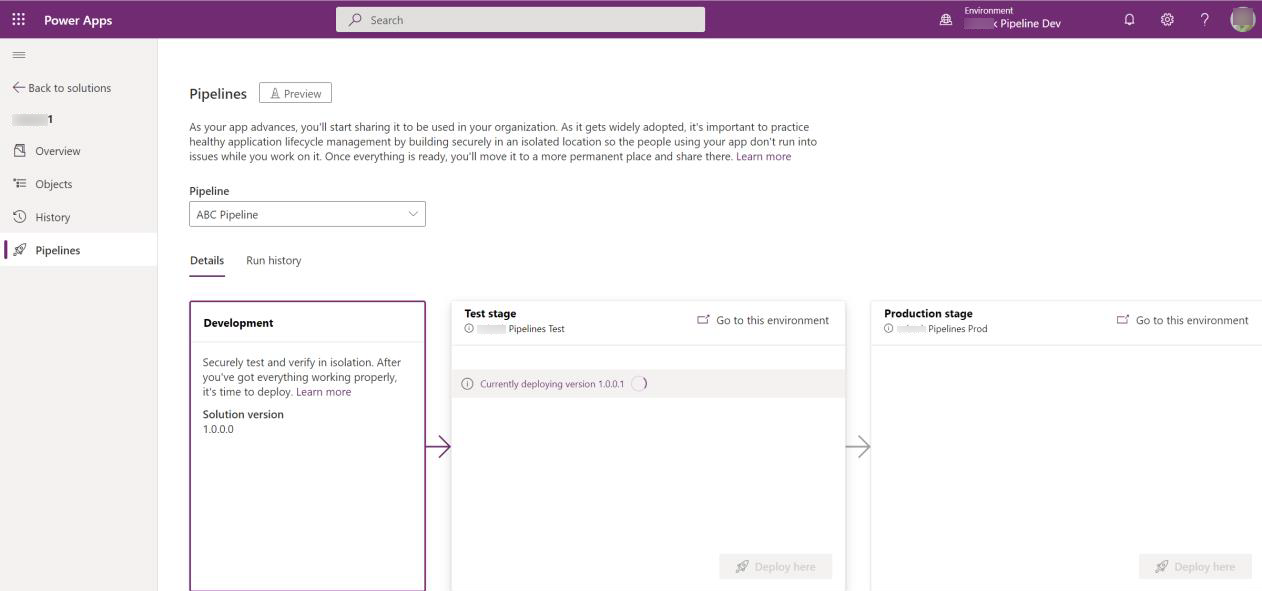 Power Apps
Search
Environment
Pipeline Dev
Back to solutions
1
Overview
Objects
History
Pipelines
Pipelines
Preview
As your app advances, you'll start sharing it to be used in your organization. As it gets widely adopted, it's important to practice
healthy application lifecycle management by building securely in an isolated location so the people using your app don't run into
issues while you work on it. Once everything is ready, you'll move it to a more permanent place and share there. Learn more
Pipeline
ABC Pipeline
Details
Run history
Development
Securely test and verify in isolation. After
you've got everything working properly,
it's time to deploy. Learn more
Solution version
1.0.0.0
Test stage
Pipelines Test
Go to this environment
Currently deploying version 1.0.0.1
Deploy here
Production stage
Pipelines Prod
Go to this environment
Deploy here